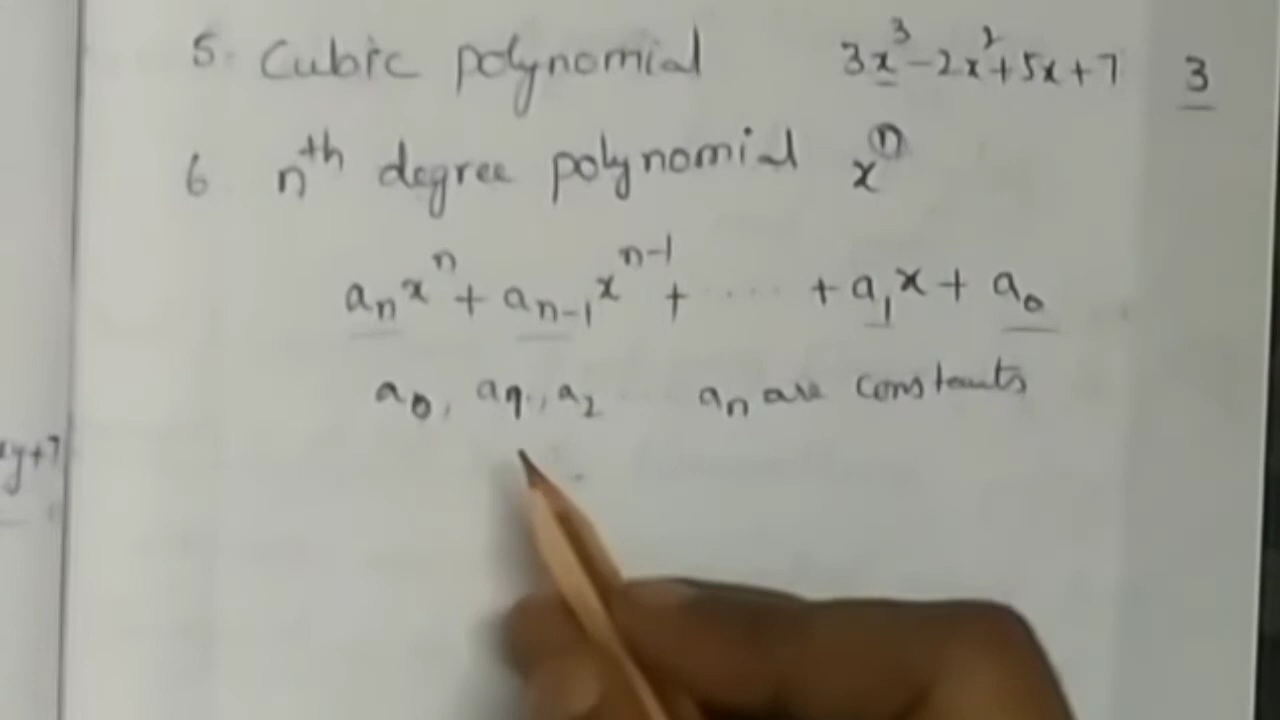 5. Cubic polynomial 3x³-2x²+5x+7 3
6 nᵗʰ degree polynomial xⁿ
aₙxⁿ + aₙ₋₁xⁿ⁻¹ + ..... + a₁x + a₀
a₀, a₁, a₂ aₙ are constants
y+7